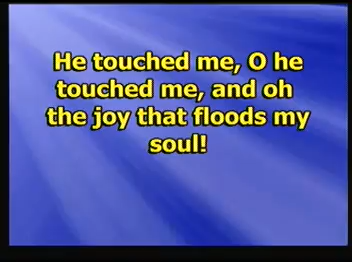 He touched me, O he
touched me, and oh
the joy that floods my
soul!